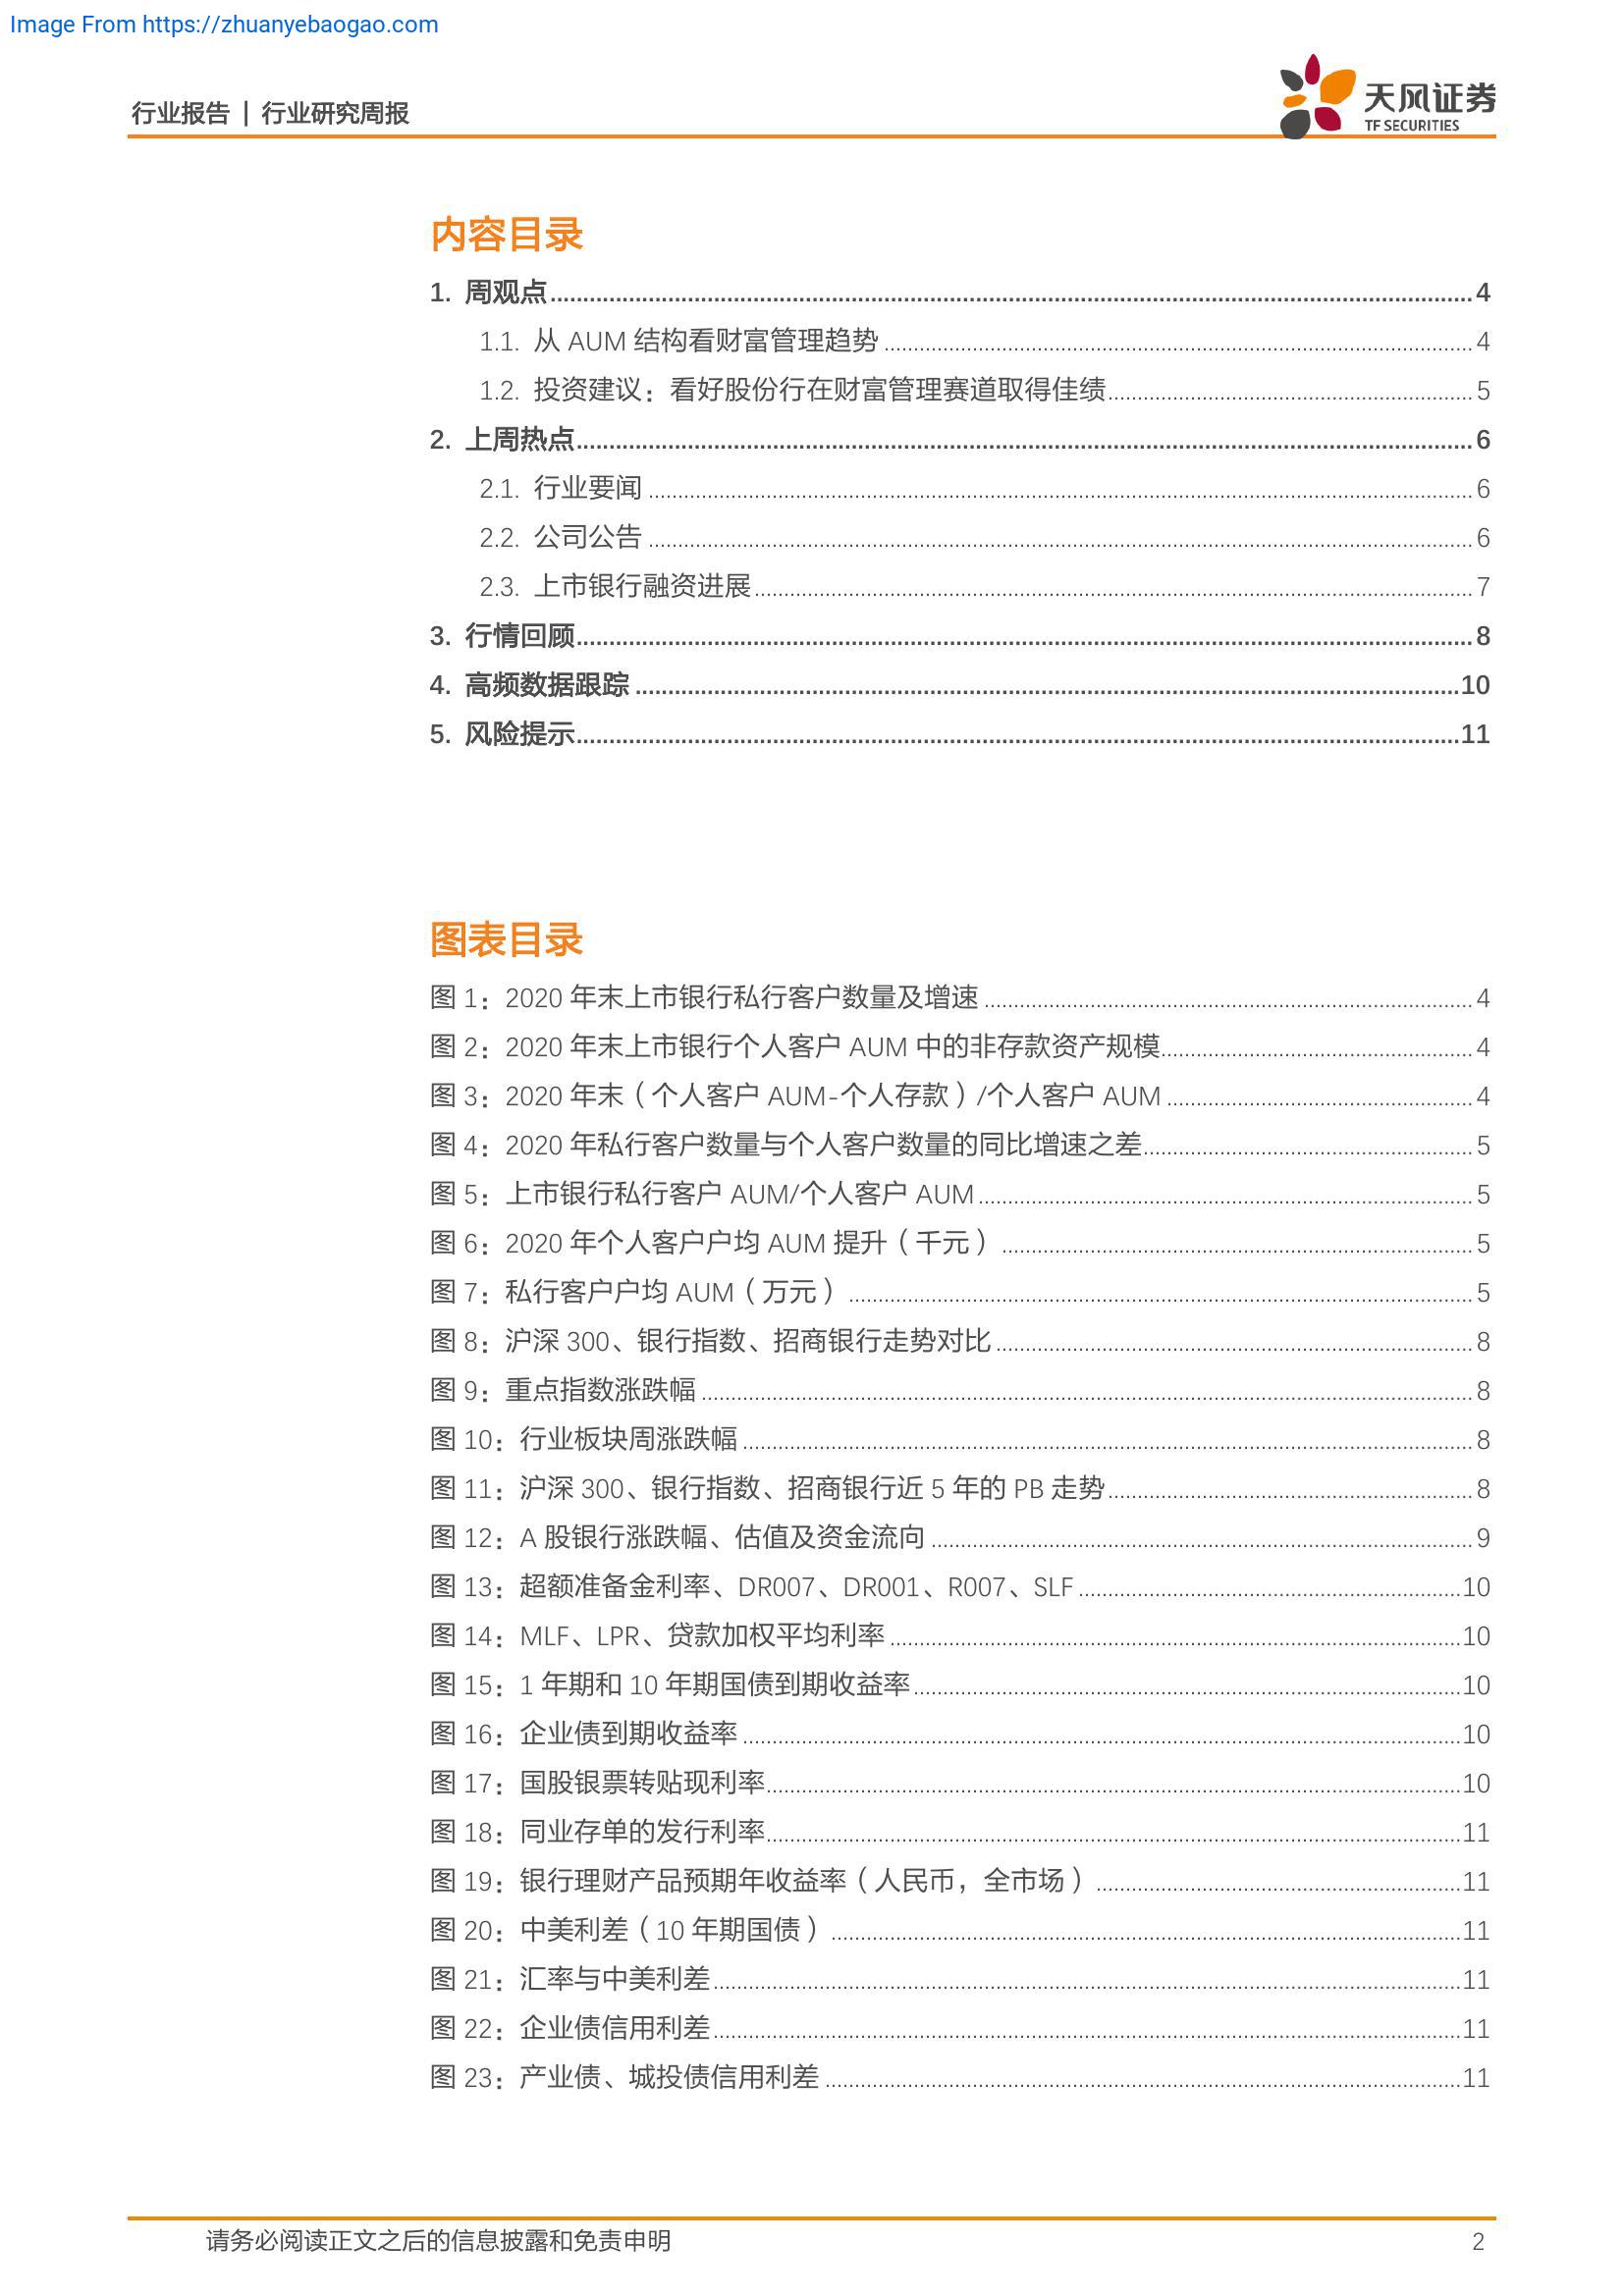 Image From https://zhuanyebaogao.com
行业报告 | 行业研究周报
天风证券
TF SECURITIES
内容目录
1. 周观点 4
1.1. 从 AUM 结构看财富管理趋势 4
1.2. 投资建议：看好股份行在财富管理赛道取得佳绩 5
2. 上周热点 6
2.1. 行业要闻 6
2.2. 公司公告 6
2.3. 上市银行融资进展 7
3. 行情回顾 8
4. 高频数据跟踪 10
5. 风险提示 11
图表目录
图 1：2020 年末上市银行私行客户数量及增速 4
图 2：2020 年末上市银行个人客户 AUM 中的非存款资产规模 4
图 3：2020 年末（个人客户 AUM-个人存款）/个人客户 AUM 4
图 4：2020 年私行客户数量与个人客户数量的同比增速之差 5
图 5：上市银行私行客户 AUM/个人客户 AUM 5
图 6：2020 年个人客户户均 AUM 提升（千元） 5
图 7：私行客户户均 AUM（万元） 5
图 8：沪深 300、银行指数、招商银行走势对比 8
图 9：重点指数涨跌幅 8
图 10：行业板块周涨跌幅 8
图 11：沪深 300、银行指数、招商银行近 5 年的 PB 走势 8
图 12：A 股银行涨跌幅、估值及资金流向 9
图 13：超额准备金利率、DR007、DR001、R007、SLF 10
图 14：MLF、LPR、贷款加权平均利率 10
图 15：1 年期和 10 年期国债到期收益率 10
图 16：企业债到期收益率 10
图 17：国股银票转贴现利率 10
图 18：同业存单的发行利率 11
图 19：银行理财产品预期年收益率（人民币，全市场） 11
图 20：中美利差（10 年期国债） 11
图 21：汇率与中美利差 11
图 22：企业债信用利差 11
图 23：产业债、城投债信用利差 11
请务必阅读正文之后的信息披露和免责申明 2